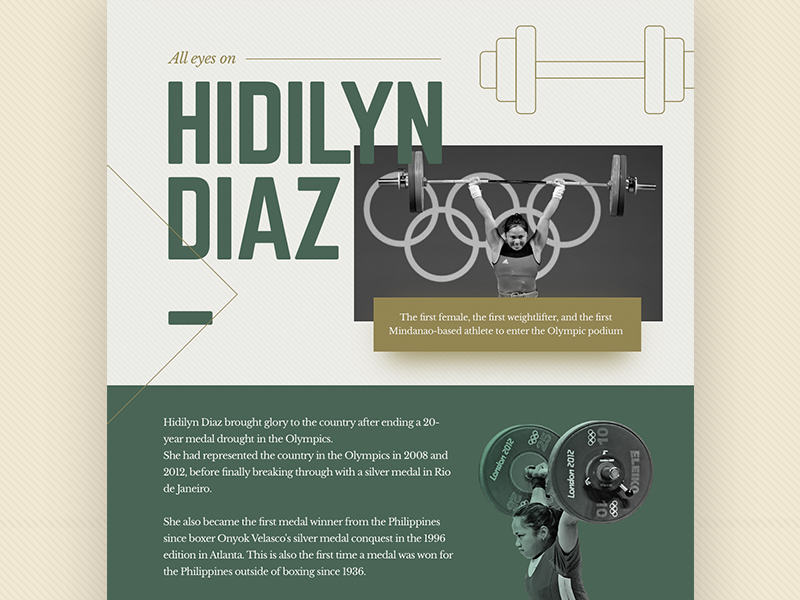 All eyes on
HIDILYN
DIAZ
The first female, the first weightlifter, and the first
Mindanao-based athlete to enter the Olympic podium
Hidilyn Diaz brought glory to the country after ending a 20-
year medal drought in the Olympics.
She had represented the country in the Olympics in 2008 and
2012, before finally breaking through with a silver medal in Rio
de Janeiro.
She also became the first medal winner from the Philippines
since boxer Onyok Velasco's silver medal conquest in the 1996
edition in Atlanta. This is also the first time a medal was won for
the Philippines outside of boxing since 1936.
London 2012
London 2012
10
ELEIKO
10